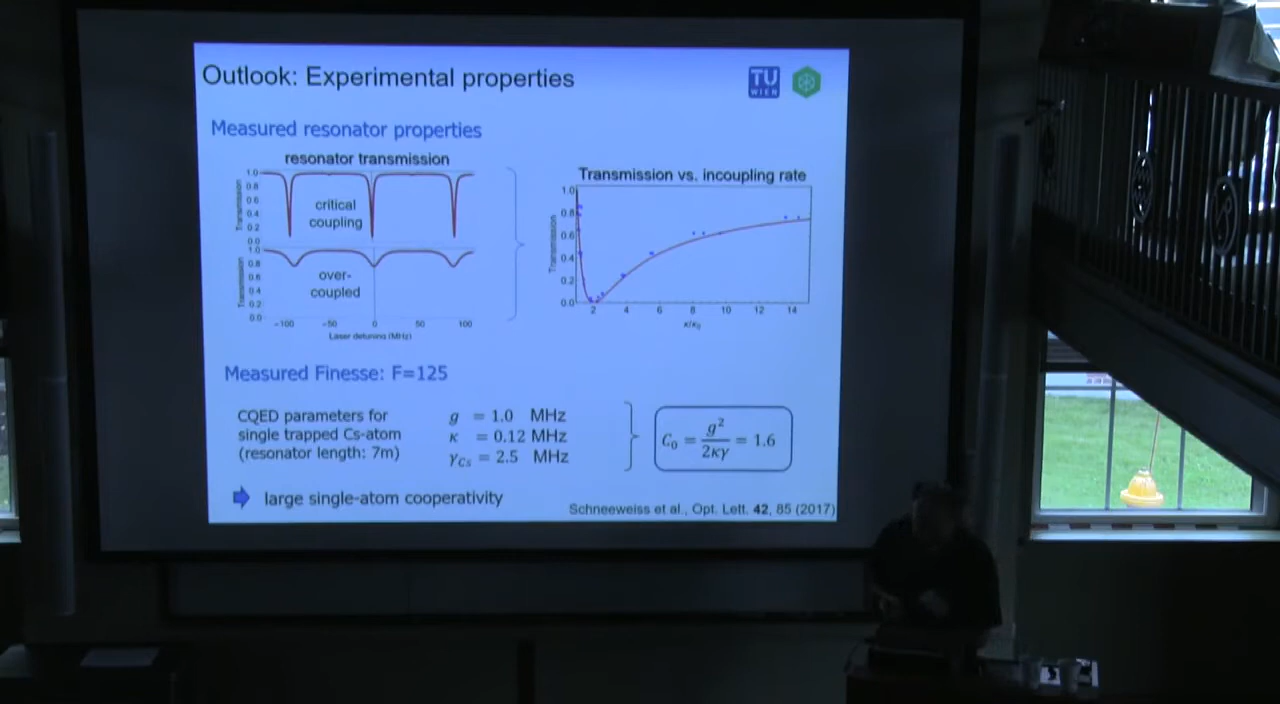 Outlook: Experimental properties
TU
WIEN
Measured resonator properties
resonator transmission
Transmission
1.0
0.8
0.6
0.4
0.2
0.0
critical
coupling
Transmission
1.0
0.8
0.6
0.4
0.2
0.0
over-
coupled
-100 -50 0 50 100
Laser detuning (MHz)
Transmission vs. incoupling rate
Transmission
1.0
0.8
0.6
0.4
0.2
0.0
2 4 6 8 10 12 14
κ/κ₀
Measured Finesse: F=125
CQED parameters for
single trapped Cs-atom
(resonator length: 7m)
g = 1.0 MHz
κ = 0.12 MHz
γCs = 2.5 MHz
C₀ = g²/2κγ = 1.6
large single-atom cooperativity
Schneeweiss et al., Opt. Lett. 42, 85 (2017)